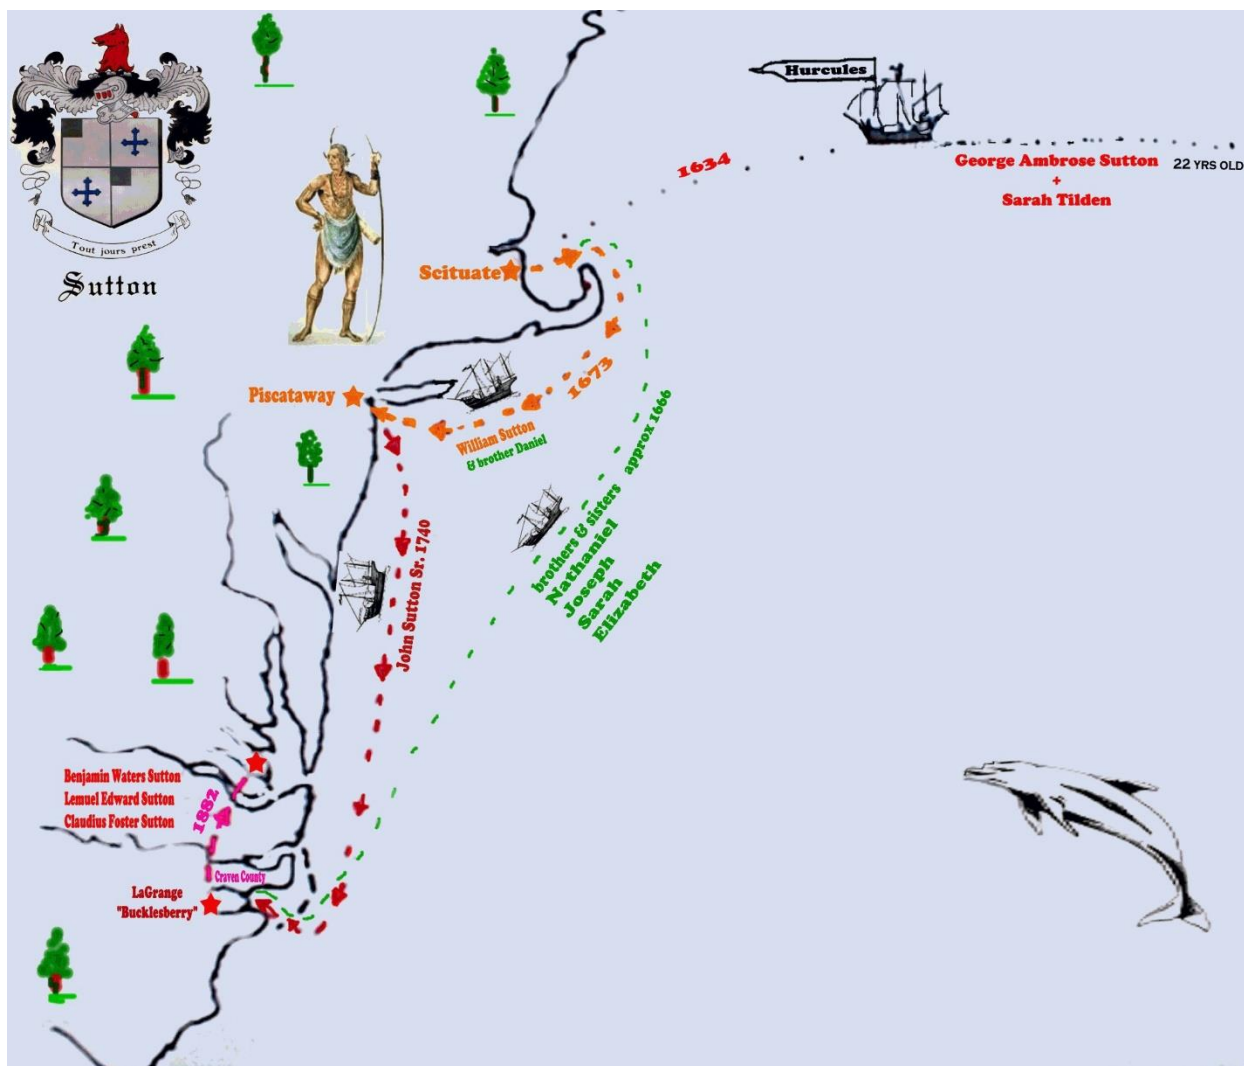 Tout jours prest
Sutton
Hurcules
1634
George Ambrose Sutton
+
Sarah Tilden
22 YRS OLD
Scituate
Piscataway
1673
William Sutton
& brother Daniel
approx 1666
brothers & sisters
Nathaniel
Joseph
Sarah
Elizabeth
John Sutton Sr. 1740
Benjamin Waters Sutton
Lemuel Edward Sutton
Claudius Foster Sutton
1882
Craven County
LaGrange
"Bucklesberry"